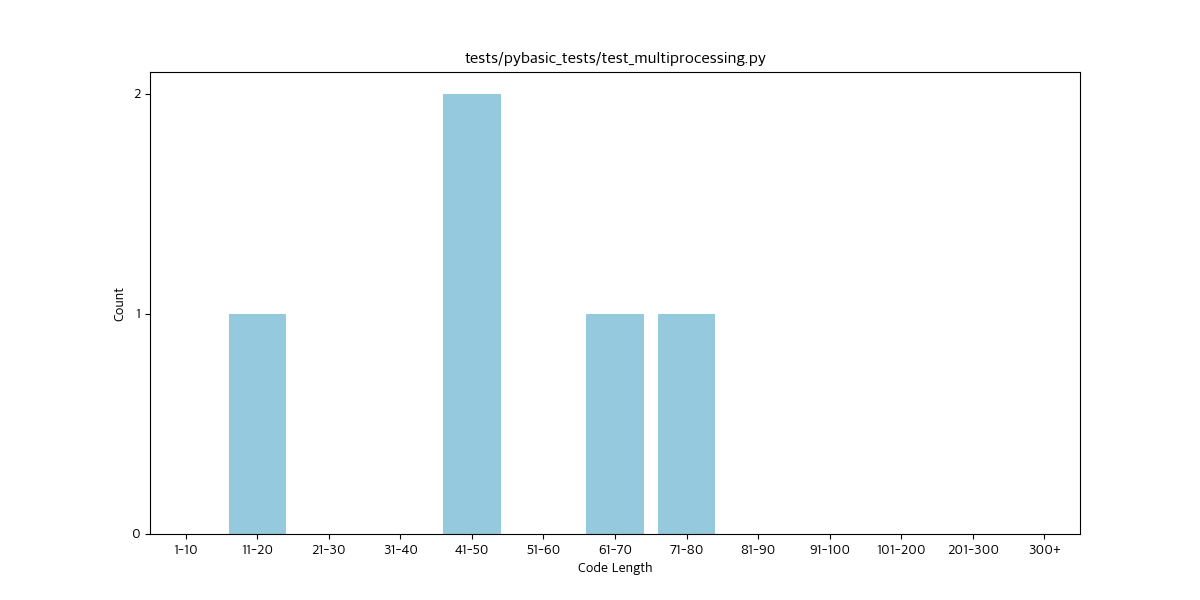 tests/pybasic_tests/test_multiprocessing.py
2
1
0
Count
1-10 11-20 21-30 31-40 41-50 51-60 61-70 71-80 81-90 91-100 101-200 201-300 300+
Code Length